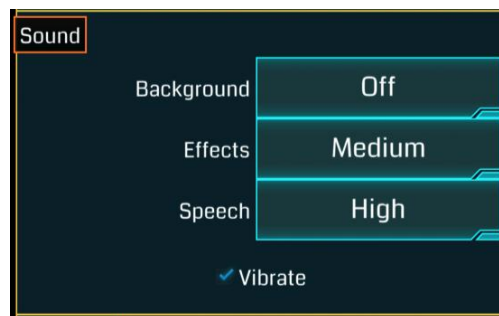 Sound
Background Off
Effects Medium
Speech High
Vibrate